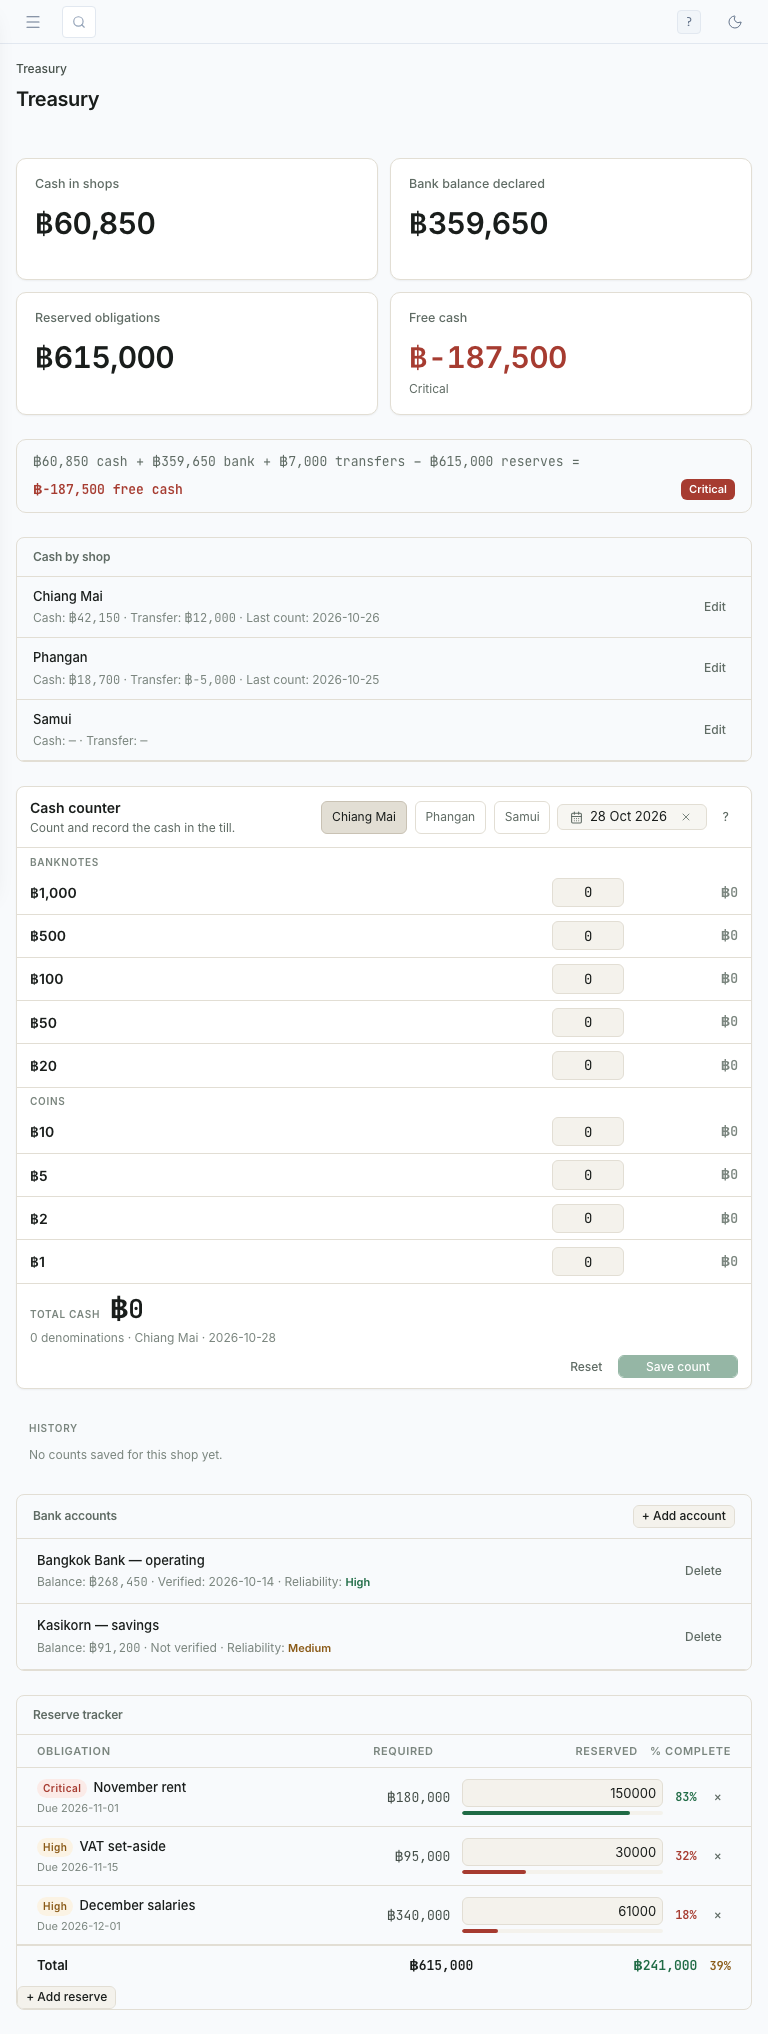 ?
Treasury
Treasury
Cash in shops
฿60,850
Bank balance declared
฿359,650
Reserved obligations
฿615,000
Free cash
฿-187,500
Critical
฿60,850 cash + ฿359,650 bank + ฿7,000 transfers − ฿615,000 reserves =
฿-187,500 free cash
Critical
Cash by shop
Chiang Mai
Cash: ฿42,150 · Transfer: ฿12,000 · Last count: 2026-10-26
Edit
Phangan
Cash: ฿18,700 · Transfer: ฿-5,000 · Last count: 2026-10-25
Edit
Samui
Cash: — · Transfer: —
Edit
Cash counter
Count and record the cash in the till.
Chiang Mai
Phangan
Samui
28 Oct 2026
×
?
BANKNOTES
฿1,000 0 ฿0
฿500 0 ฿0
฿100 0 ฿0
฿50 0 ฿0
฿20 0 ฿0
COINS
฿10 0 ฿0
฿5 0 ฿0
฿2 0 ฿0
฿1 0 ฿0
TOTAL CASH ฿0
0 denominations · Chiang Mai · 2026-10-28
Reset
Save count
HISTORY
No counts saved for this shop yet.
Bank accounts
+ Add account
Bangkok Bank — operating
Balance: ฿268,450 · Verified: 2026-10-14 · Reliability: High
Delete
Kasikorn — savings
Balance: ฿91,200 · Not verified · Reliability: Medium
Delete
Reserve tracker
OBLIGATION REQUIRED RESERVED % COMPLETE
Critical November rent
Due 2026-11-01
฿180,000 150000 83% ×
High VAT set-aside
Due 2026-11-15
฿95,000 30000 32% ×
High December salaries
Due 2026-12-01
฿340,000 61000 18% ×
Total ฿615,000 ฿241,000 39%
+ Add reserve